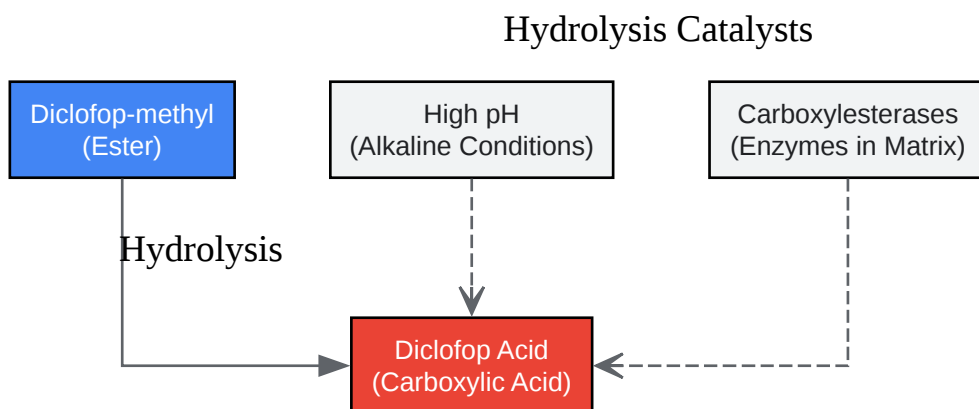 Hydrolysis Catalysts
Diclofop-methyl
(Ester)
High pH
(Alkaline Conditions)
Carboxylesterases
(Enzymes in Matrix)
Hydrolysis
Diclofop Acid
(Carboxylic Acid)